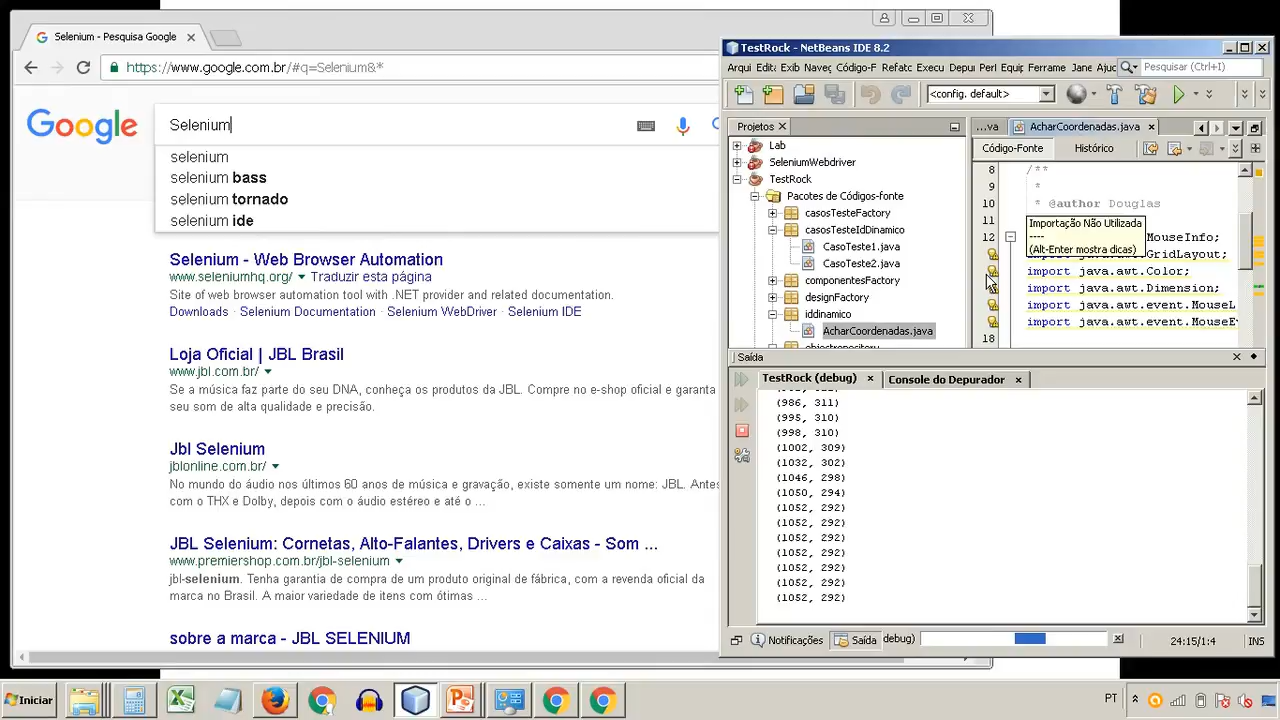 Selenium - Pesquisa Google
https://www.google.com.br/#q=Selenium&*
Google
Selenium
selenium
selenium bass
selenium tornado
selenium ide
Selenium - Web Browser Automation
www.seleniumhq.org/ Traduzir esta página
Site of web browser automation tool with .NET provider and related documentation.
Downloads · Selenium Documentation · Selenium WebDriver · Selenium IDE
Loja Oficial | JBL Brasil
www.jbl.com.br/
Se a música faz parte do seu DNA, conheça os produtos da JBL. Compre no e-shop oficial e garanta
seu som de alta qualidade e precisão.
Jbl Selenium
jblonline.com.br/
No mundo do áudio nos últimos 60 anos de música e gravação, existe somente um nome: JBL. Antes
com o THX e Dolby, depois com o áudio estéreo e até o ...
JBL Selenium: Cornetas, Alto-Falantes, Drivers e Caixas - Som ...
www.premiershop.com.br/jbl-selenium
jbl-selenium. Tenha garantia de compra de um produto original de fábrica, com a revenda oficial da
marca no Brasil. A maior variedade de itens com ótimas ...
sobre a marca - JBL SELENIUM
TestRock - NetBeans IDE 8.2
Arqui Edita Exib Naveç Código-F Refatc Execu Depui Perl Equip Ferrame Jane Ajuc Pesquisar (Ctrl+I)
<config. default>
Projetos
Lab
SeleniumWebdriver
TestRock
Pacotes de Códigos-fonte
casosTesteFactory
casosTesteIdDinamico
CasoTeste1.java
CasoTeste2.java
componentesFactory
designFactory
iddinamico
AcharCoordenadas.java
...va AcharCoordenadas.java
Código-Fonte Histórico
8 /**
9 *
10 * @author Douglas
11
Importação Não Utilizada
----
(Alt-Enter mostra dicas)
12 MouseInfo;
GridLayout;
import java.awt.Color;
import java.awt.Dimension;
import java.awt.event.MouseL
import java.awt.event.MouseE
18
Saída
TestRock (debug) Console do Depurador
(986, 311)
(995, 310)
(998, 310)
(1002, 309)
(1032, 302)
(1046, 298)
(1050, 294)
(1052, 292)
(1052, 292)
(1052, 292)
(1052, 292)
(1052, 292)
(1052, 292)
(1052, 292)
Notificações Saída debug) 24:15/1:4 INS
Iniciar PT